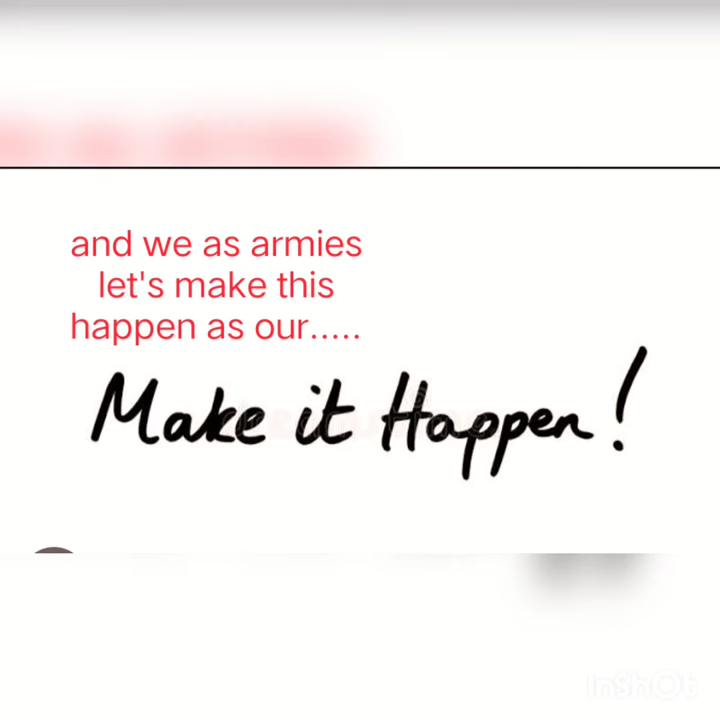 and we as armies
let's make this
happen as our.....
Make it Happen!
InShOt